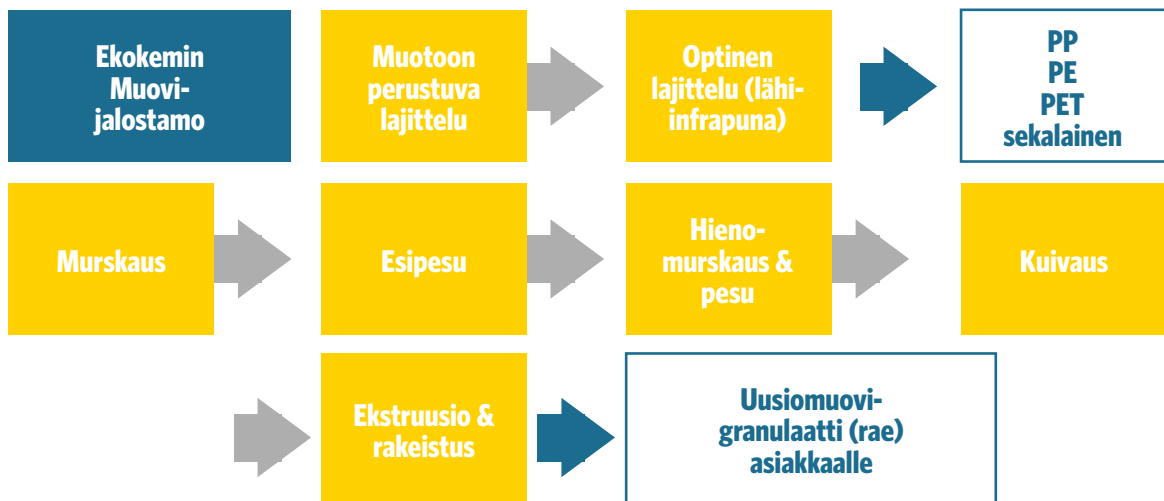 Ekokemin
Muovi-
jalostamo
Muotoon
perustuva
lajittelu
Optinen
lajittelu (lähi-
infrapuna)
PP
PE
PET
sekalainen
Murskaus
Esipesu
Hieno-
murskaus &
pesu
Kuivaus
Ekstruusio &
rakeistus
Uusiomuovi-
granulaatti (rae)
asiakkaalle